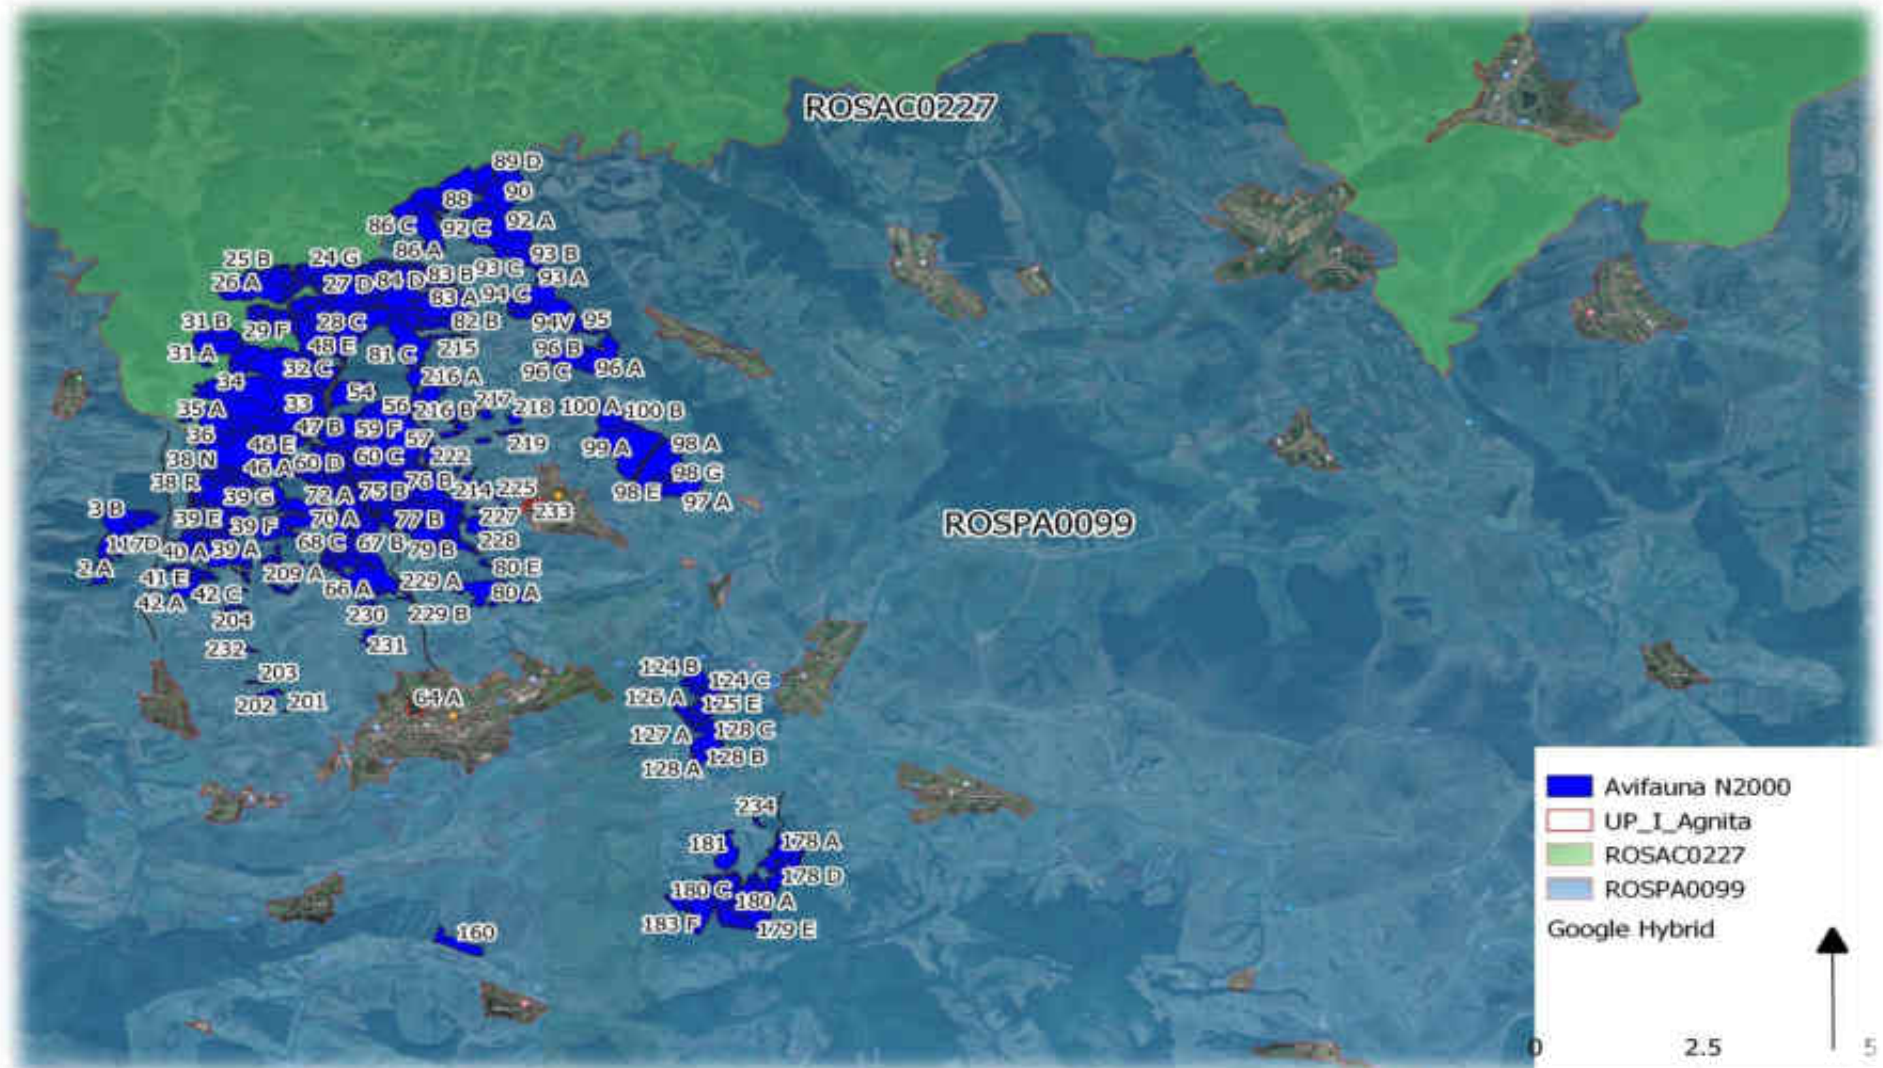 ROSAC0227
89 D
88
90
86 C
92 C
92 A
86 A
93 B
25 B
24 G
83 B
93 C
93 A
26 A
27 D
84 D
83 A
94 C
31 B
29 F
28 C
82 B
94V
95
48 E
31 A
81 C
215
96 B
96 C
96 A
32 C
34
54
216 A
35 A
33
56
216 B
217
218
100 A
100 B
36
47 B
59 F
57
219
99 A
98 A
46 E
38 N
46 A
60 D
60 C
222
98 G
38 R
76 B
214
225
98 E
97 A
39 G
72 A
75 B
3 B
39 E
39 F
70 A
77 B
227
233
ROSPA0099
117D
40 A
39 A
68 C
67 B
79 B
228
2 A
41 E
209 A
80 E
42 A
42 C
66 A
229 A
80 A
204
230
229 B
232
231
203
202
201
64 A
124 B
124 C
126 A
125 E
127 A
128 C
128 A
128 B
234
181
178 A
178 D
180 C
180 A
183 F
179 E
160
Avifauna N2000
UP_I_Agnita
ROSAC0227
ROSPA0099
Google Hybrid
0 2.5 5